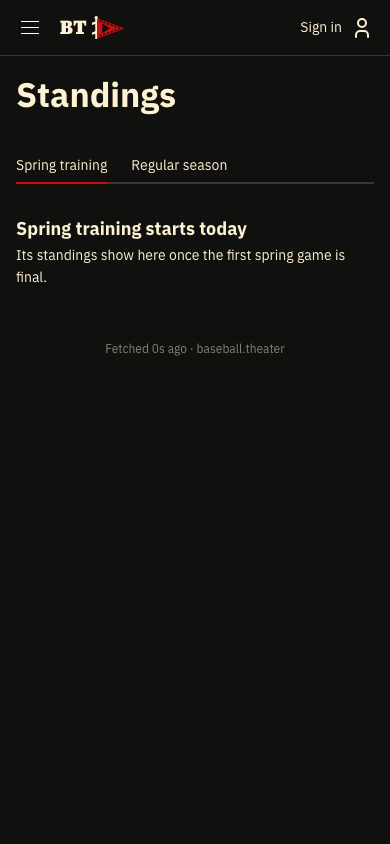 BT
Sign in
Standings
Spring training
Regular season
Spring training starts today
Its standings show here once the first spring game is
final.
Fetched 0s ago · baseball.theater